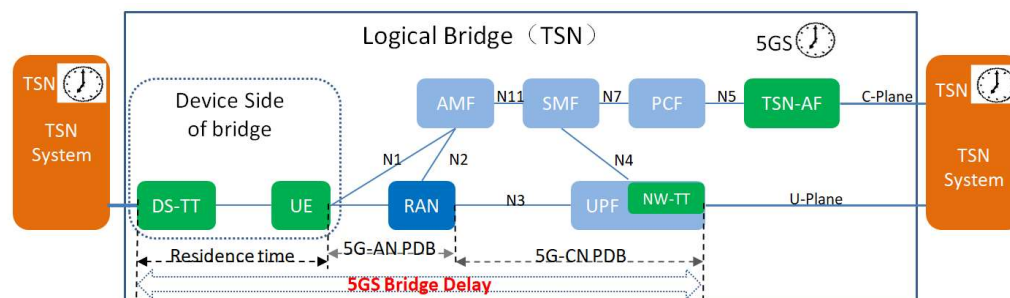 Logical Bridge（TSN）
5GS
TSN
TSN
System
Device Side
of bridge
AMF
N11
SMF
N7
PCF
N5
TSN-AF
C-Plane
TSN
TSN
System
N1
N2
N4
DS-TT
UE
RAN
N3
UPF
NW-TT
U-Plane
Residence time
5G-AN PDB
5G-CN PDB
5GS Bridge Delay